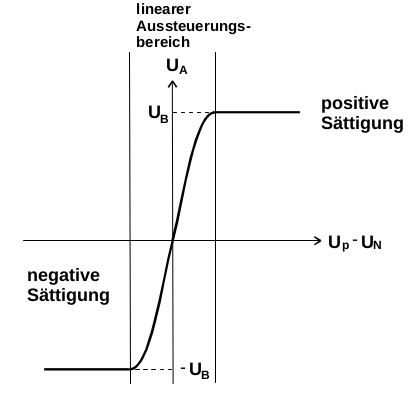 linearer
Aussteuerungs-
bereich
UA
UB
positive
Sättigung
Up - UN
negative
Sättigung
- UB